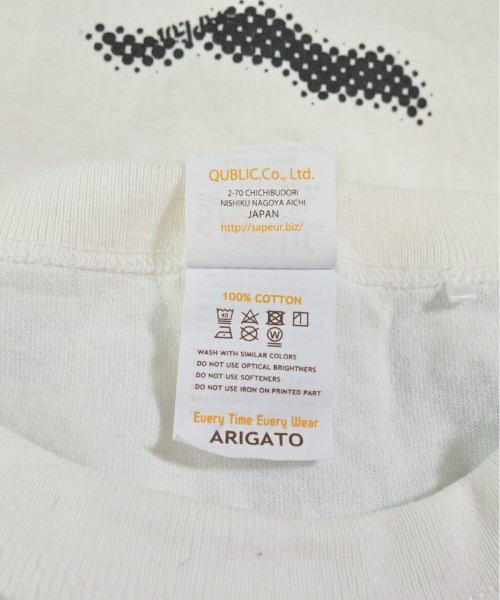 QUBLIC.Co., Ltd.
2-70 CHICHIBUDORI
NISHIKU NAGOYA AICHI
JAPAN
http://sapeur.biz/
100% COTTON
40
W
WASH WITH SIMILAR COLORS
DO NOT USE OPTICAL BRIGHTNERS
DO NOT USE SOFTENERS
DO NOT USE IRON ON PRINTED PART
Every Time Every Wear
ARIGATO